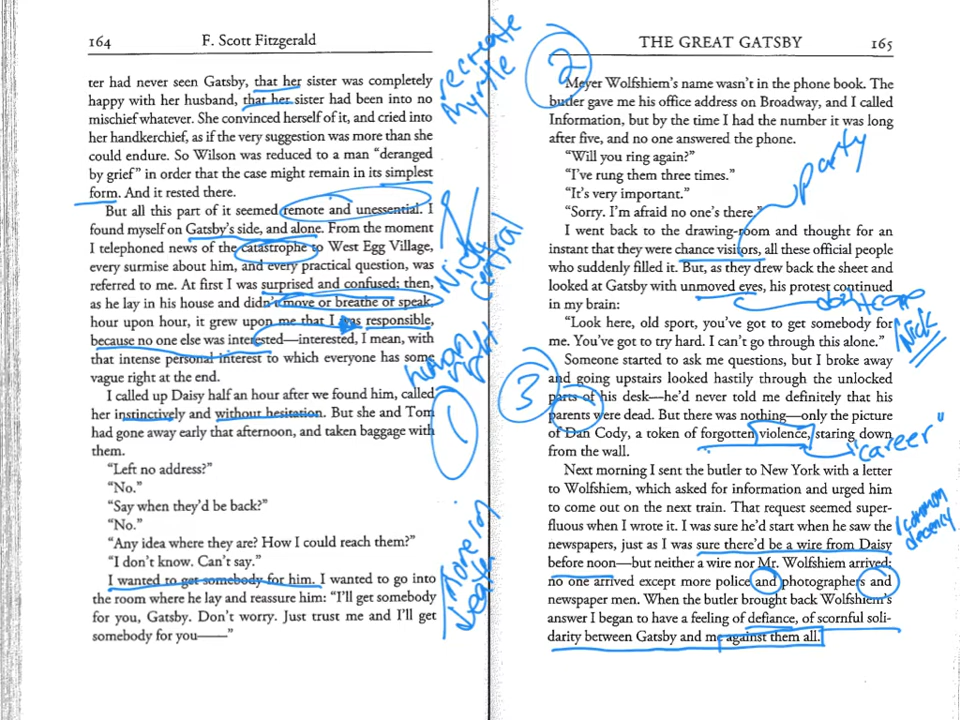 164 F. Scott Fitzgerald
ter had never seen Gatsby, that her sister was completely
happy with her husband, that her sister had been into no
mischief whatever. She convinced herself of it, and cried into
her handkerchief, as if the very suggestion was more than she
could endure. So Wilson was reduced to a man “deranged
by grief” in order that the case might remain in its simplest
form. And it rested there.
But all this part of it seemed remote and unessential. I
found myself on Gatsby's side, and alone. From the moment
I telephoned news of the catastrophe to West Egg Village,
every surmise about him, and every practical question, was
referred to me. At first I was surprised and confused; then,
as he lay in his house and didn't move or breathe or speak,
hour upon hour, it grew upon me that I was responsible,
because no one else was interested—interested, I mean, with
that intense personal interest to which everyone has some
vague right at the end.
I called up Daisy half an hour after we found him, called
her instinctively and without hesitation. But she and Tom
had gone away early that afternoon, and taken baggage with
them.
“Left no address?”
“No.”
“Say when they'd be back?”
“No.”
“Any idea where they are? How I could reach them?”
“I don't know. Can't say.”
I wanted to get somebody for him. I wanted to go into
the room where he lay and reassure him: “I'll get somebody
for you, Gatsby. Don't worry. Just trust me and I'll get
somebody for you——”
recreate
Myrtle
Nick
central
human
right
1
Alone in
death
THE GREAT GATSBY 165
2
Meyer Wolfshiem's name wasn't in the phone book. The
butler gave me his office address on Broadway, and I called
Information, but by the time I had the number it was long
after five, and no one answered the phone.
“Will you ring again?”
“I've rung them three times.”
“It's very important.”
“Sorry. I'm afraid no one's there.”
I went back to the drawing-room and thought for an
instant that they were chance visitors, all these official people
who suddenly filled it. But, as they drew back the sheet and
looked at Gatsby with unmoved eyes, his protest continued
in my brain:
“Look here, old sport, you've got to get somebody for
me. You've got to try hard. I can't go through this alone.”
Someone started to ask me questions, but I broke away
and going upstairs looked hastily through the unlocked
parts of his desk—he'd never told me definitely that his
parents were dead. But there was nothing—only the picture
of Dan Cody, a token of forgotten violence, staring down
from the wall.
Next morning I sent the butler to New York with a letter
to Wolfshiem, which asked for information and urged him
to come out on the next train. That request seemed super-
fluous when I wrote it. I was sure he'd start when he saw the
newspapers, just as I was sure there'd be a wire from Daisy
before noon—but neither a wire nor Mr. Wolfshiem arrived;
no one arrived except more police and photographers and
newspaper men. When the butler brought back Wolfshiem's
answer I began to have a feeling of defiance, of scornful soli-
darity between Gatsby and me against them all.
party
don't care
Nick
3
"career"
common
decency